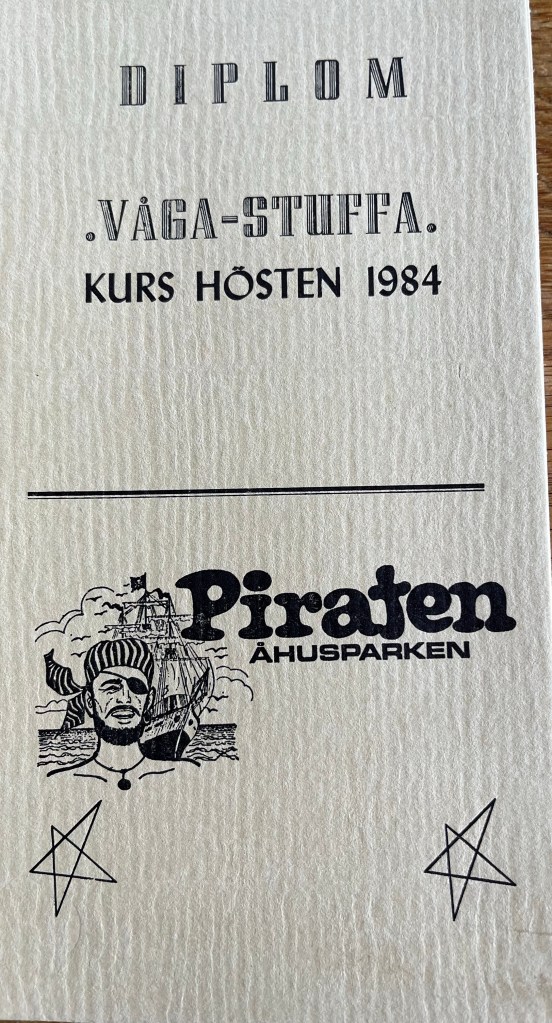 DIPLOM
.VÅGA-STUFFA.
KURS HÖSTEN 1984
Piraten
ÅHUSPARKEN